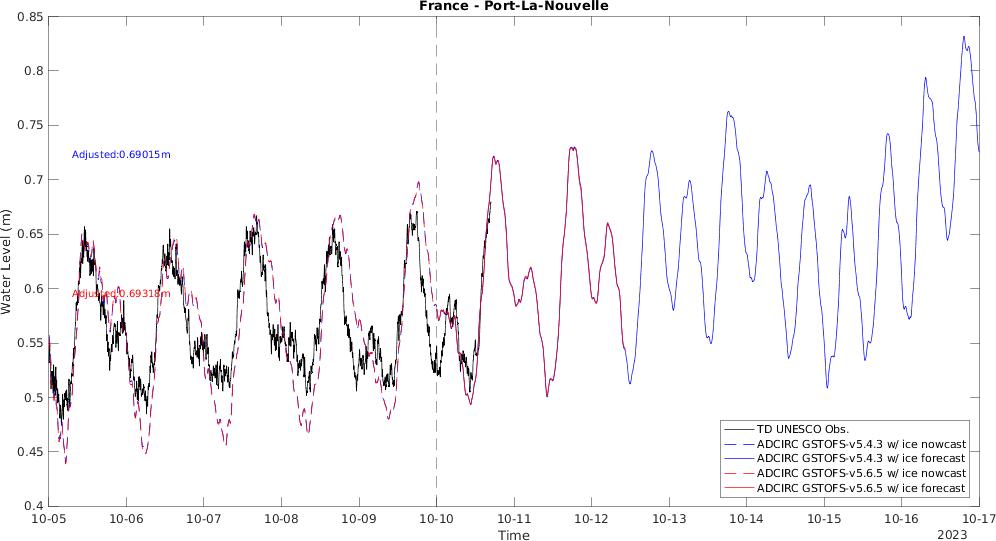 France - Port-La-Nouvelle
0.85
0.8
0.75
0.7
0.65
0.6
0.55
0.5
0.45
0.4
Water Level (m)
Adjusted:0.69015m
Adjusted:0.69318m
TD UNESCO Obs.
ADCIRC GSTOFS-v5.4.3 w/ ice nowcast
ADCIRC GSTOFS-v5.4.3 w/ ice forecast
ADCIRC GSTOFS-v5.6.5 w/ ice nowcast
ADCIRC GSTOFS-v5.6.5 w/ ice forecast
10-05 10-06 10-07 10-08 10-09 10-10 10-11 10-12 10-13 10-14 10-15 10-16 10-17
Time
2023